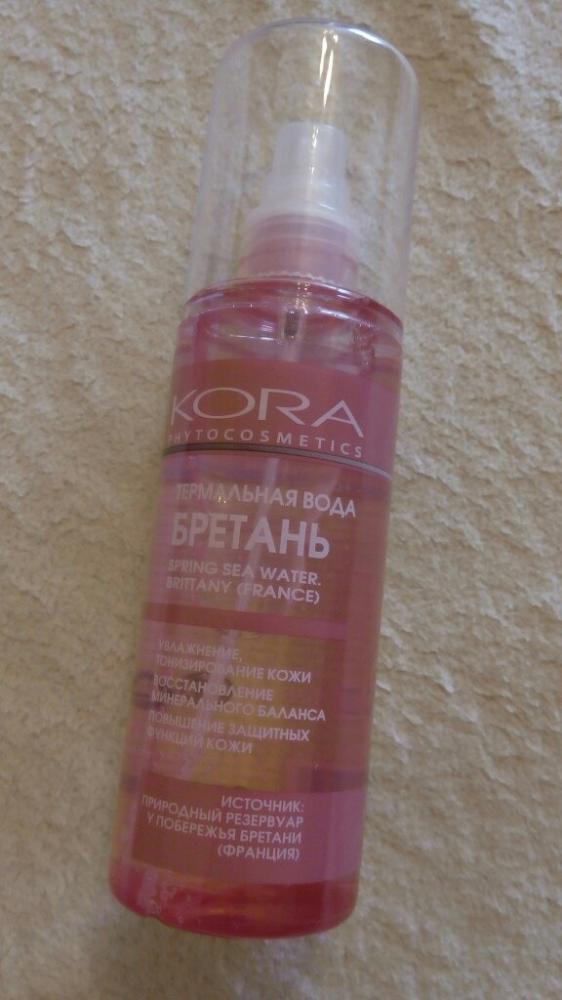 KORA
PHYTOCOSMETICS
ТЕРМАЛЬНАЯ ВОДА
БРЕТАНЬ
SPRING SEA WATER.
BRITTANY (FRANCE)
УВЛАЖНЕНИЕ,
ТОНИЗИРОВАНИЕ КОЖИ
ВОССТАНОВЛЕНИЕ
МИНЕРАЛЬНОГО БАЛАНСА
ПОВЫШЕНИЕ ЗАЩИТНЫХ
ФУНКЦИЙ КОЖИ
ИСТОЧНИК:
ПРИРОДНЫЙ РЕЗЕРВУАР
У ПОБЕРЕЖЬЯ БРЕТАНИ
(ФРАНЦИЯ)